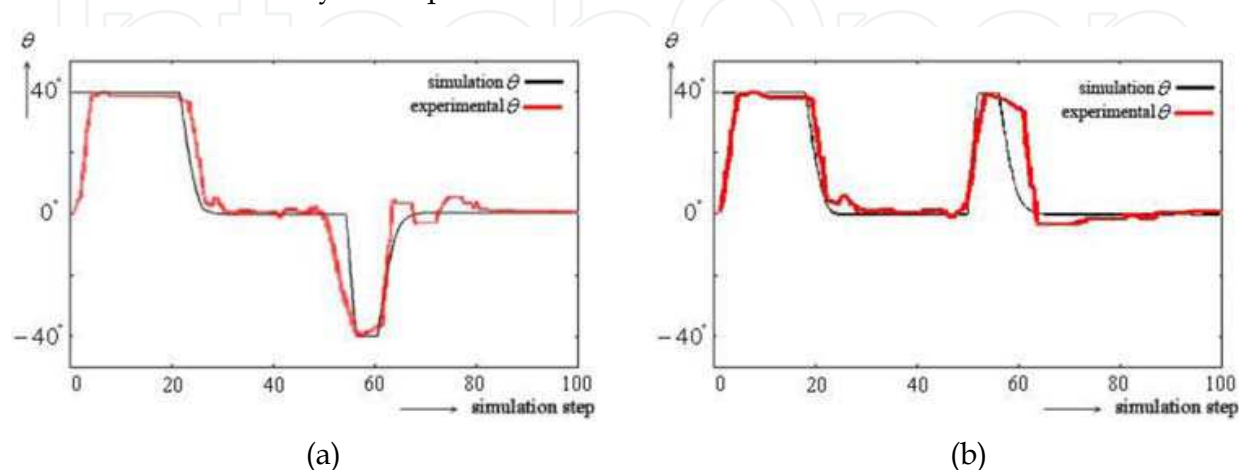 θ
40°
0°
−40°
simulation θ
experimental θ
0 20 40 60 80 100
simulation step
(a)
θ
40°
0°
−40°
simulation θ
experimental θ
0 20 40 60 80 100
simulation step
(b)